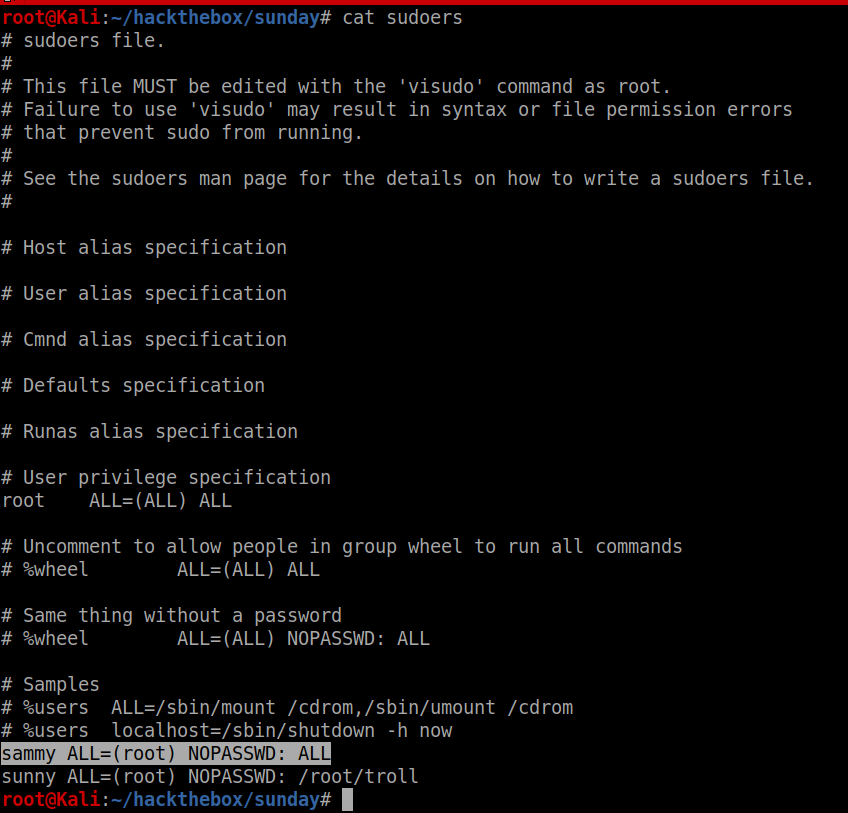 root@Kali:~/hackthebox/sunday# cat sudoers
# sudoers file.
#
# This file MUST be edited with the 'visudo' command as root.
# Failure to use 'visudo' may result in syntax or file permission errors
# that prevent sudo from running.
#
# See the sudoers man page for the details on how to write a sudoers file.
#
# Host alias specification
# User alias specification
# Cmnd alias specification
# Defaults specification
# Runas alias specification
# User privilege specification
root    ALL=(ALL) ALL
# Uncomment to allow people in group wheel to run all commands
# %wheel        ALL=(ALL) ALL
# Same thing without a password
# %wheel        ALL=(ALL) NOPASSWD: ALL
# Samples
# %users  ALL=/sbin/mount /cdrom,/sbin/umount /cdrom
# %users  localhost=/sbin/shutdown -h now
sammy ALL=(root) NOPASSWD: ALL
sunny ALL=(root) NOPASSWD: /root/troll
root@Kali:~/hackthebox/sunday#